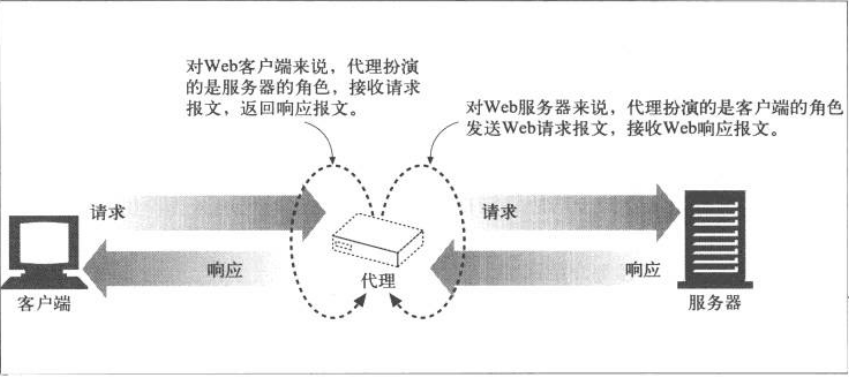 对Web客户端来说，代理扮演
的是服务器的角色，接收请求
报文，返回响应报文。
对Web服务器来说，代理扮演的是客户端的角色
发送Web请求报文，接收Web响应报文。
请求
请求
响应
响应
代理
客户端
服务器